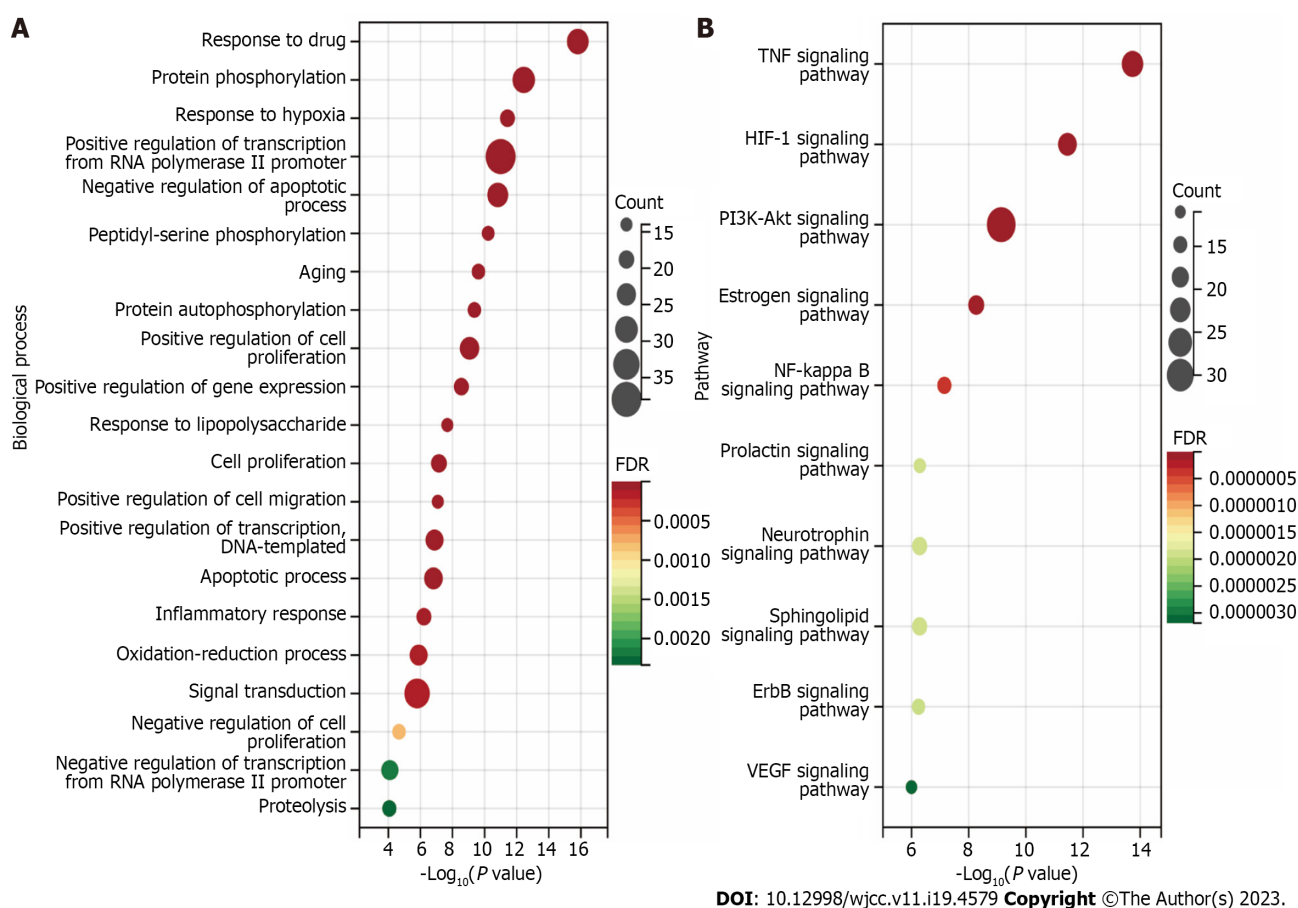 A
Biological process
Response to drug
Protein phosphorylation
Response to hypoxia
Positive regulation of transcription
from RNA polymerase II promoter
Negative regulation of apoptotic
process
Peptidyl-serine phosphorylation
Aging
Protein autophosphorylation
Positive regulation of cell
proliferation
Positive regulation of gene expression
Response to lipopolysaccharide
Cell proliferation
Positive regulation of cell migration
Positive regulation of transcription,
DNA-templated
Apoptotic process
Inflammatory response
Oxidation-reduction process
Signal transduction
Negative regulation of cell
proliferation
Negative regulation of transcription
from RNA polymerase II promoter
Proteolysis
4 6 8 10 12 14 16
-Log10(P value)
Count
15
20
25
30
35
FDR
0.0005
0.0010
0.0015
0.0020
B
Pathway
TNF signaling
pathway
HIF-1 signaling
pathway
PI3K-Akt signaling
pathway
Estrogen signaling
pathway
NF-kappa B
signaling pathway
Prolactin signaling
pathway
Neurotrophin
signaling pathway
Sphingolipid
signaling pathway
ErbB signaling
pathway
VEGF signaling
pathway
6 8 10 12 14
-Log10(P value)
Count
15
20
25
30
FDR
0.0000005
0.0000010
0.0000015
0.0000020
0.0000025
0.0000030
DOI: 10.12998/wjcc.v11.i19.4579 Copyright ©The Author(s) 2023.